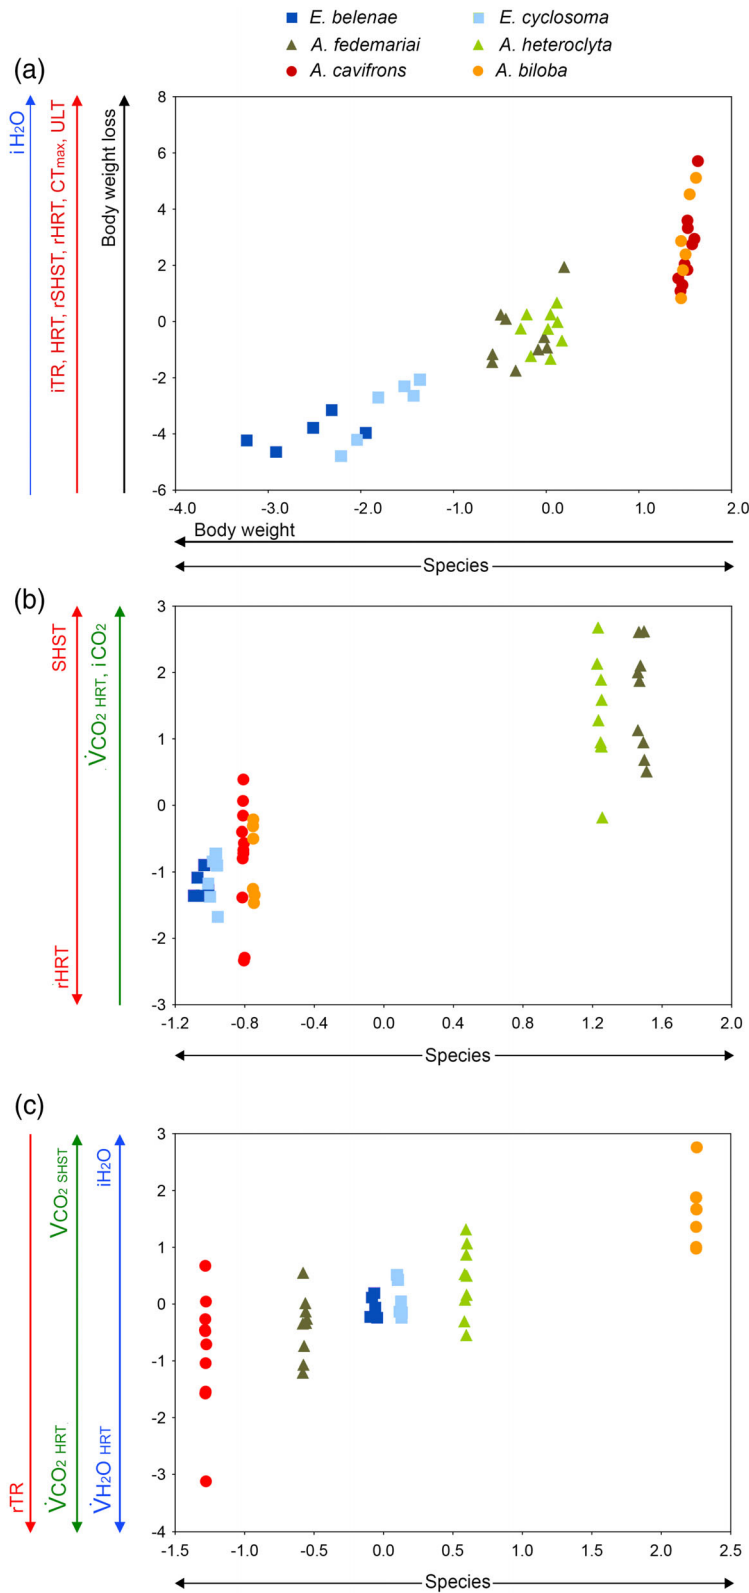 E. belenae E. cyclosoma
A. fedemariai A. heteroclyta
A. cavifrons A. biloba
(a)
iH2O
iTR, HRT, rSHST, rHRT, CTmax, ULT
Body weight loss
8
6
4
2
0
-2
-4
-6
-4.0 -3.0 -2.0 -1.0 0.0 1.0 2.0
Body weight
Species
(b)
SHST
rHRT
V̇CO2 HRT, iCO2
3
2
1
0
-1
-2
-3
-1.2 -0.8 -0.4 0.0 0.4 0.8 1.2 1.6 2.0
Species
(c)
rTR
V̇CO2 SHST
V̇CO2 HRT
iH2O
V̇H2O HRT
3
2
1
0
-1
-2
-3
-4
-1.5 -1.0 -0.5 0.0 0.5 1.0 1.5 2.0 2.5
Species